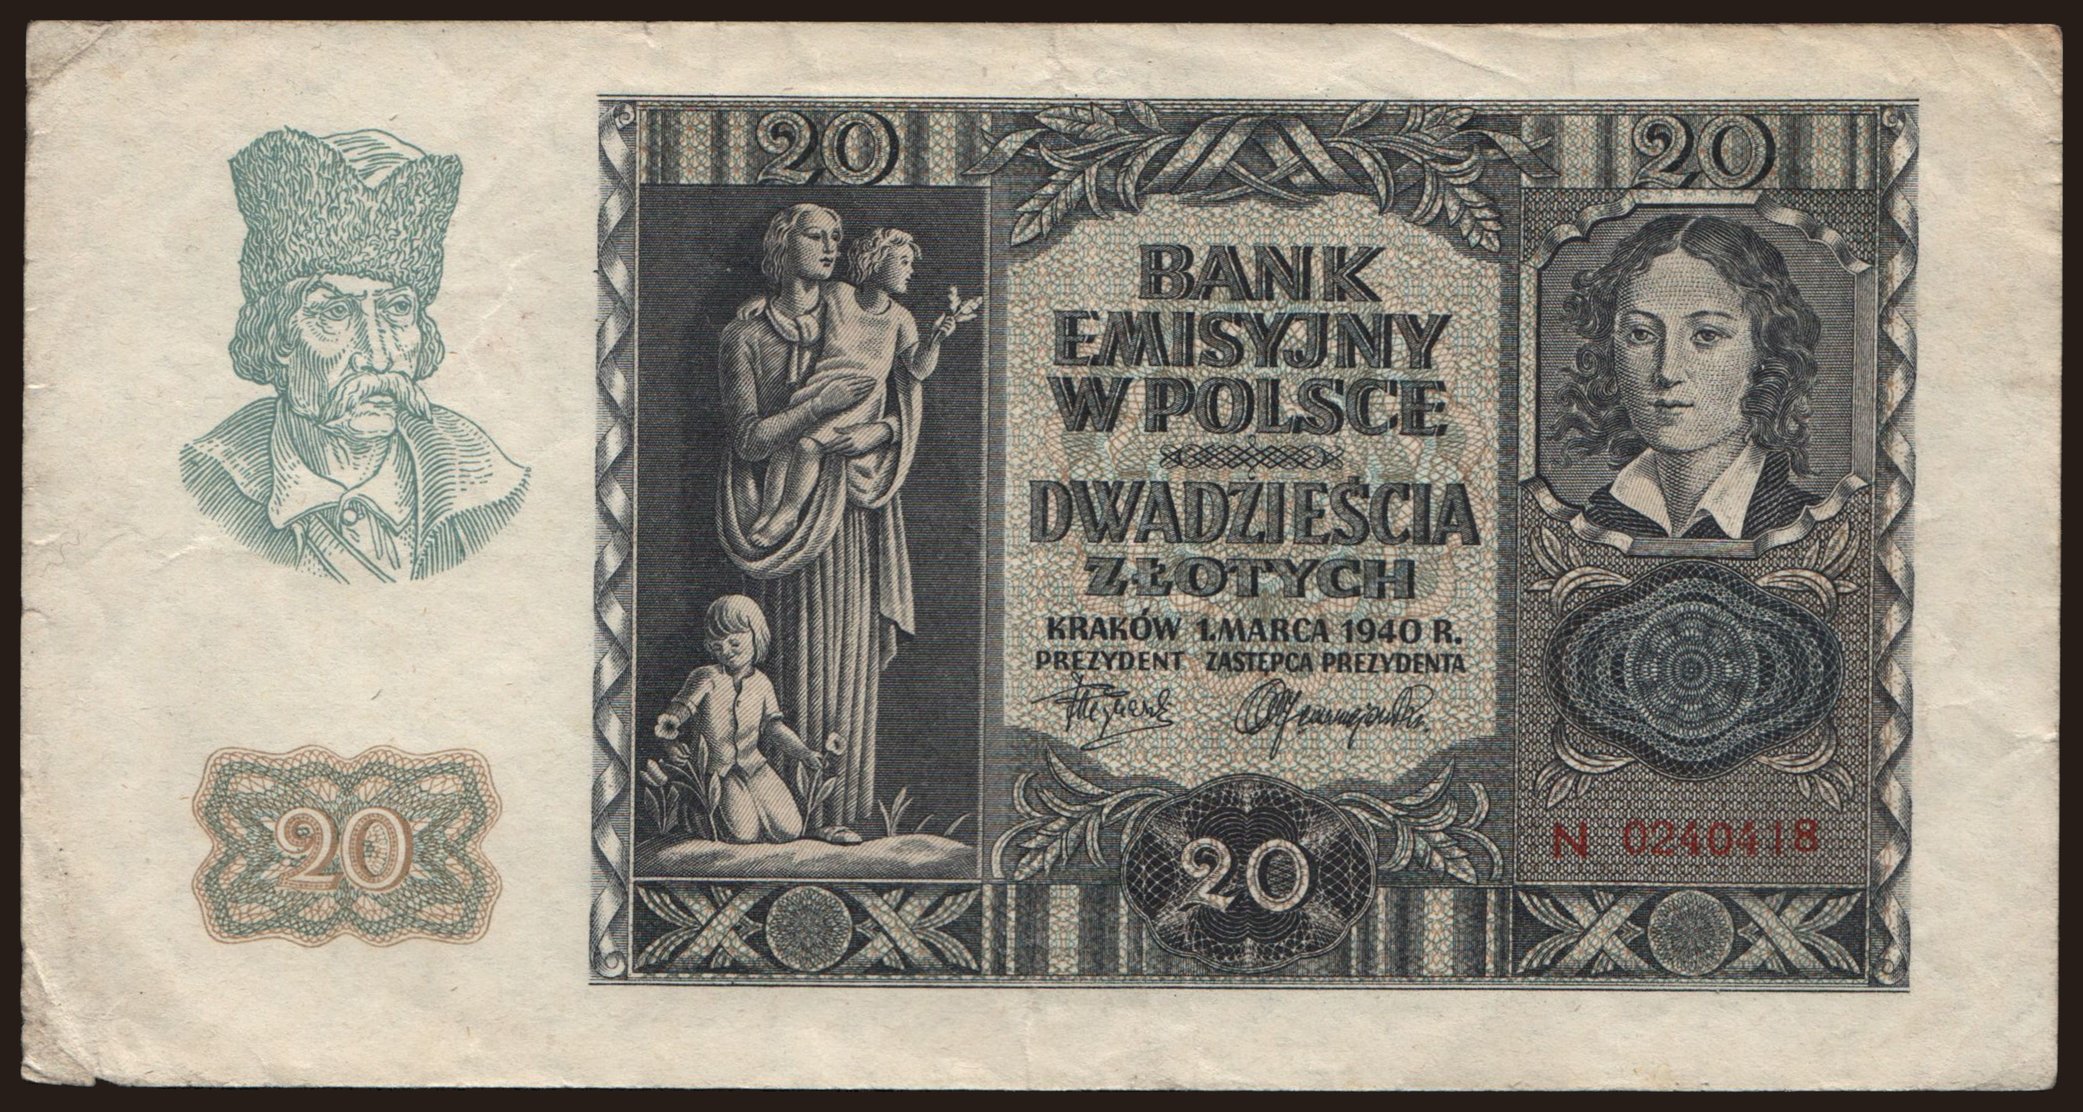 20 20
BANK
EMISYJNY
W POLSCE
DWADZIEŚCIA
ZŁOTYCH
KRAKÓW 1.MARCA 1940 R.
PREZYDENT ZASTĘPCA PREZYDENTA
N 0240418
20
20